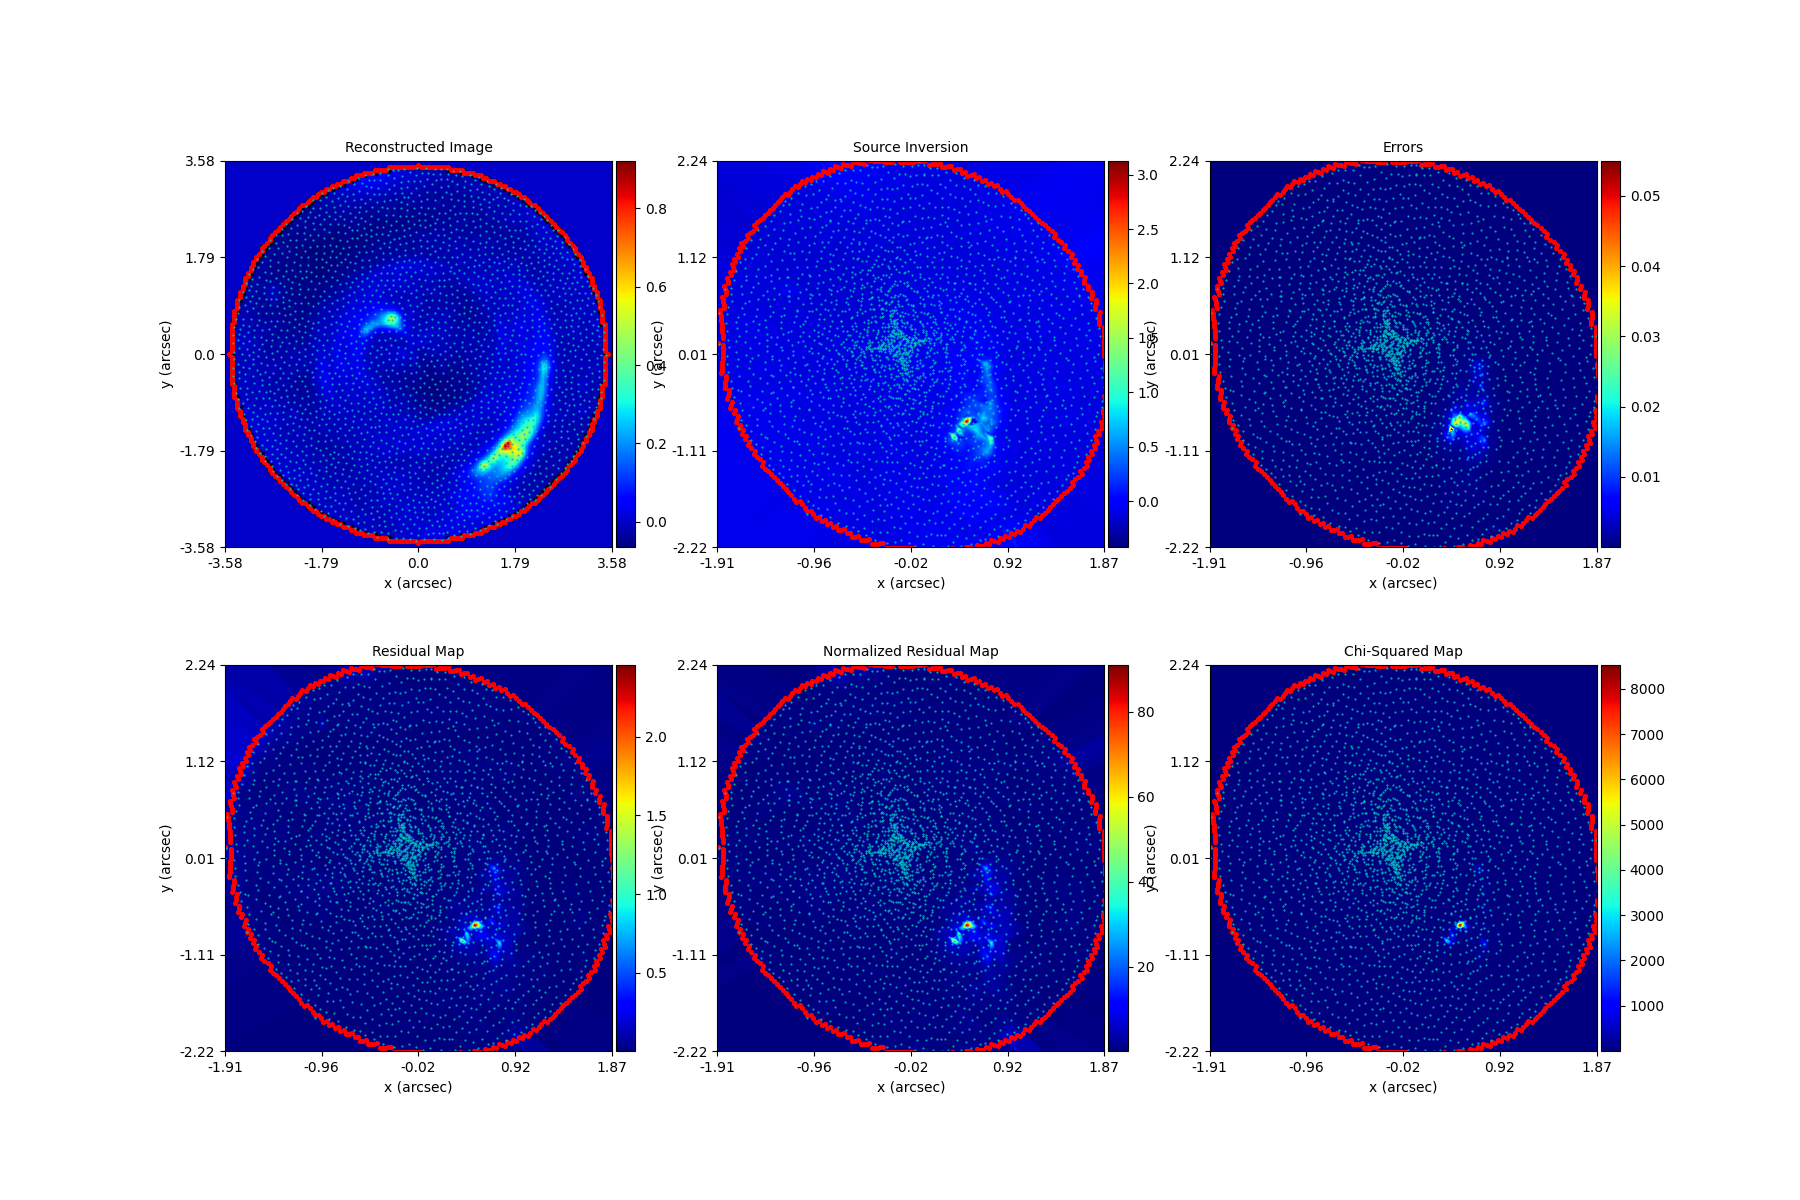 Reconstructed Image
3.58
1.79
0.0
-1.79
-3.58
y (arcsec)
-3.58 -1.79 0.0 1.79 3.58
x (arcsec)
0.8
0.6
0.4
0.2
0.0
Source Inversion
2.24
1.12
0.01
-1.11
-2.22
y (arcsec)
-1.91 -0.96 -0.02 0.92 1.87
x (arcsec)
3.0
2.5
2.0
1.5
1.0
0.5
0.0
Errors
2.24
1.12
0.01
-1.11
-2.22
y (arcsec)
-1.91 -0.96 -0.02 0.92 1.87
x (arcsec)
0.05
0.04
0.03
0.02
0.01
Residual Map
2.24
1.12
0.01
-1.11
-2.22
y (arcsec)
-1.91 -0.96 -0.02 0.92 1.87
x (arcsec)
2.0
1.5
1.0
0.5
Normalized Residual Map
2.24
1.12
0.01
-1.11
-2.22
y (arcsec)
-1.91 -0.96 -0.02 0.92 1.87
x (arcsec)
80
60
40
20
Chi-Squared Map
2.24
1.12
0.01
-1.11
-2.22
y (arcsec)
-1.91 -0.96 -0.02 0.92 1.87
x (arcsec)
8000
7000
6000
5000
4000
3000
2000
1000